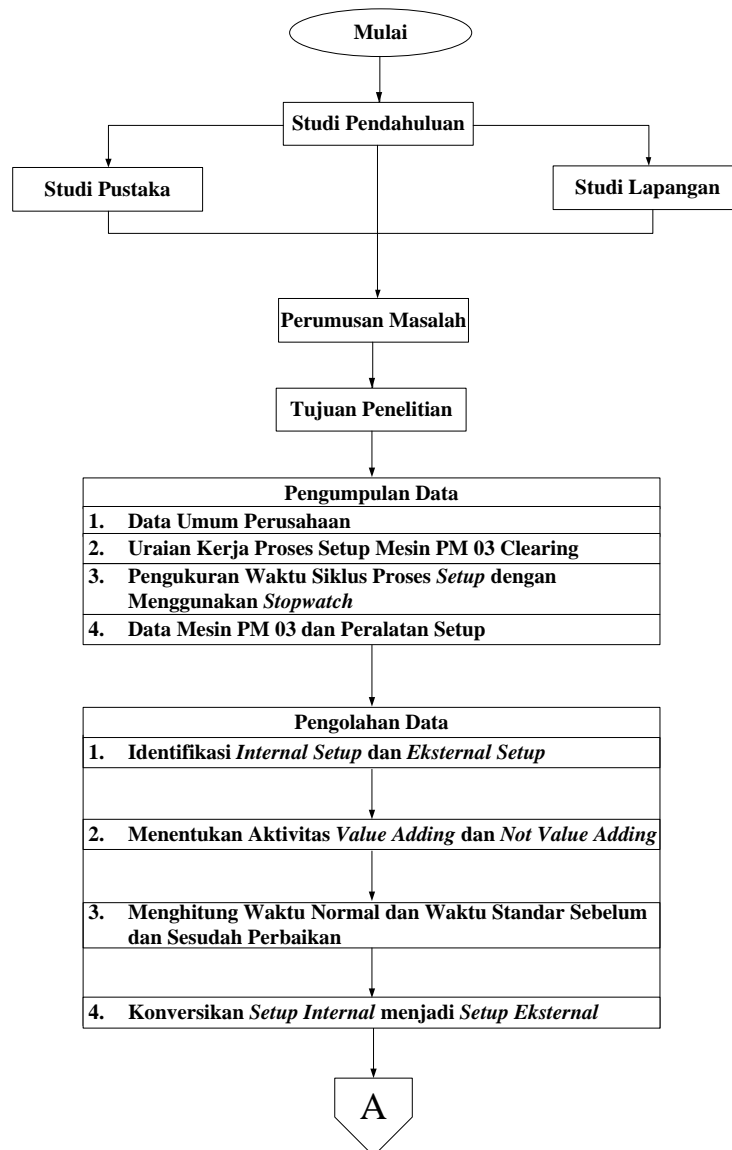 Mulai
Studi Pendahuluan
Studi Pustaka
Studi Lapangan
Perumusan Masalah
Tujuan Penelitian
Pengumpulan Data
1. Data Umum Perusahaan
2. Uraian Kerja Proses Setup Mesin PM 03 Clearing
3. Pengukuran Waktu Siklus Proses Setup dengan
Menggunakan Stopwatch
4. Data Mesin PM 03 dan Peralatan Setup
Pengolahan Data
1. Identifikasi Internal Setup dan Eksternal Setup
2. Menentukan Aktivitas Value Adding dan Not Value Adding
3. Menghitung Waktu Normal dan Waktu Standar Sebelum
dan Sesudah Perbaikan
4. Konversikan Setup Internal menjadi Setup Eksternal
A